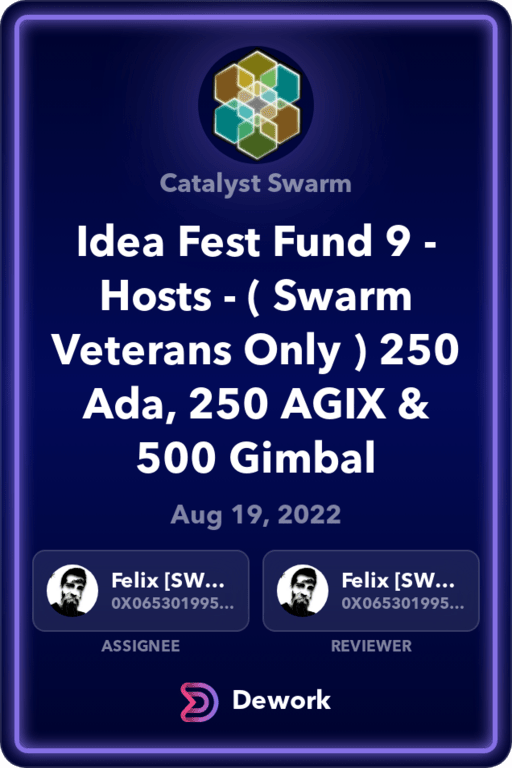 Catalyst Swarm
Idea Fest Fund 9 -
Hosts - ( Swarm
Veterans Only ) 250
Ada, 250 AGIX &
500 Gimbal
Aug 19, 2022
Felix [SW...
0X065301995...
Felix [SW...
0X065301995...
ASSIGNEE
REVIEWER
Dework